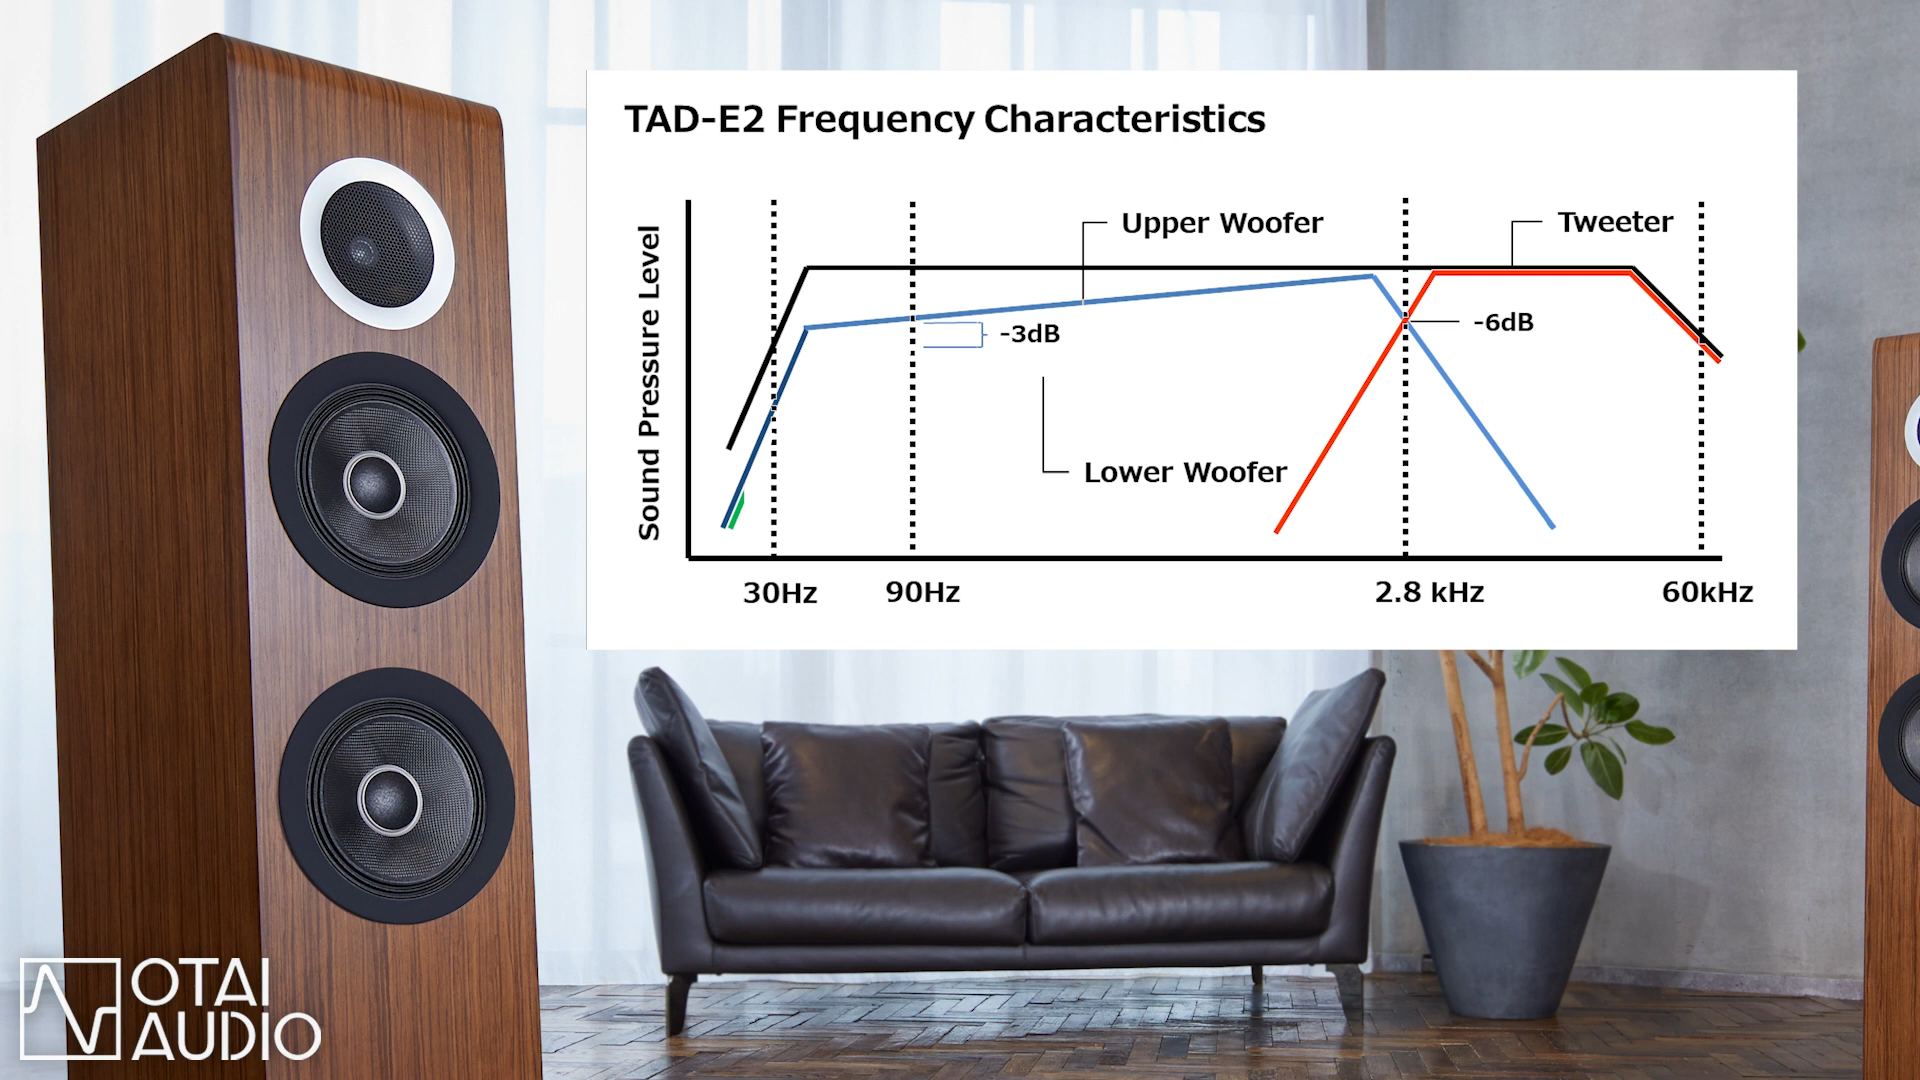 TAD-E2 Frequency Characteristics
Sound Pressure Level
Upper Woofer
Tweeter
-3dB
-6dB
Lower Woofer
30Hz
90Hz
2.8 kHz
60kHz
OTAI
AUDIO